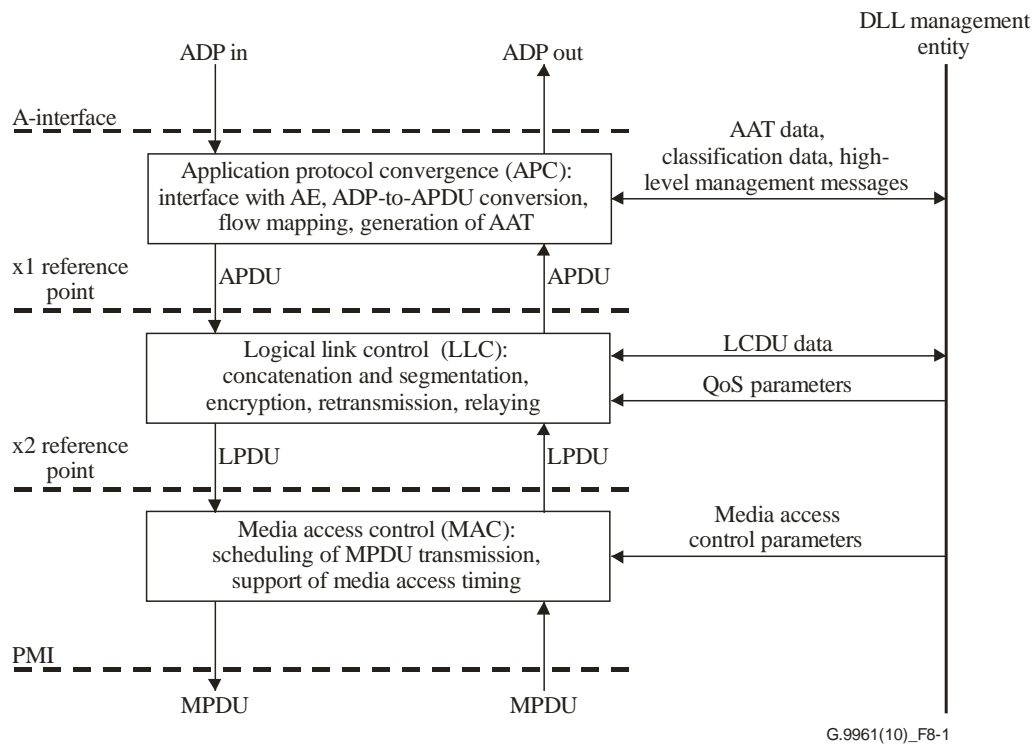 DLL management
entity
ADP in
ADP out
A-interface
AAT data,
classification data, high-
level management messages
Application protocol convergence (APC):
interface with AE, ADP-to-APDU conversion,
flow mapping, generation of AAT
x1 reference
point
APDU
APDU
Logical link control (LLC):
concatenation and segmentation,
encryption, retransmission, relaying
LCDU data
QoS parameters
x2 reference
point
LPDU
LPDU
Media access control (MAC):
scheduling of MPDU transmission,
support of media access timing
Media access
control parameters
PMI
MPDU
MPDU
G.9961(10)_F8-1